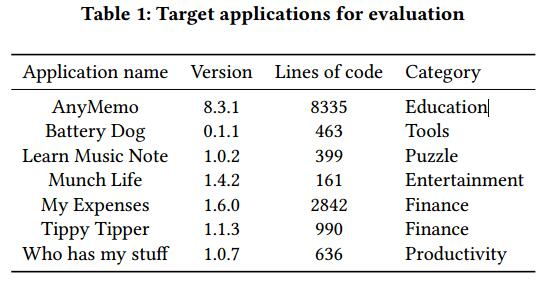 Table 1: Target applications for evaluation
Application name Version Lines of code Category
AnyMemo 8.3.1 8335 Education
Battery Dog 0.1.1 463 Tools
Learn Music Note 1.0.2 399 Puzzle
Munch Life 1.4.2 161 Entertainment
My Expenses 1.6.0 2842 Finance
Tippy Tipper 1.1.3 990 Finance
Who has my stuff 1.0.7 636 Productivity